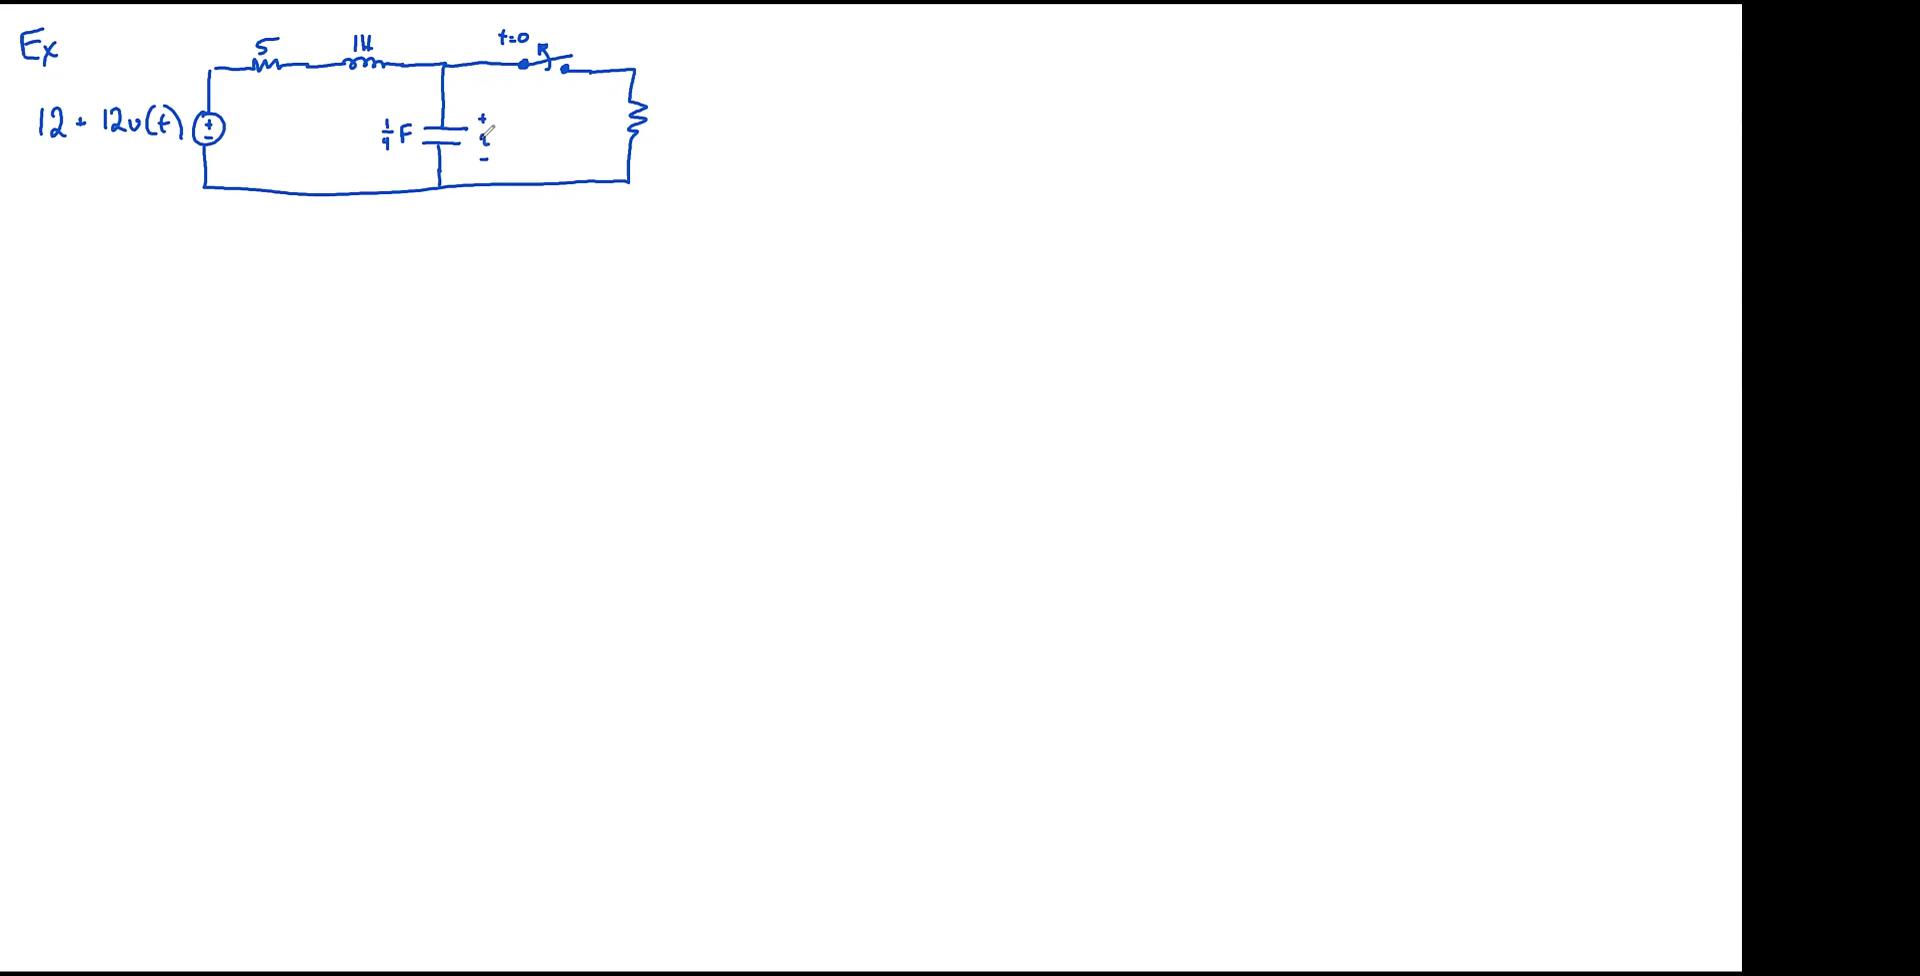 Ex
5
1H
t=0
12 + 12u(t)
+
-
1/4 F
+
-